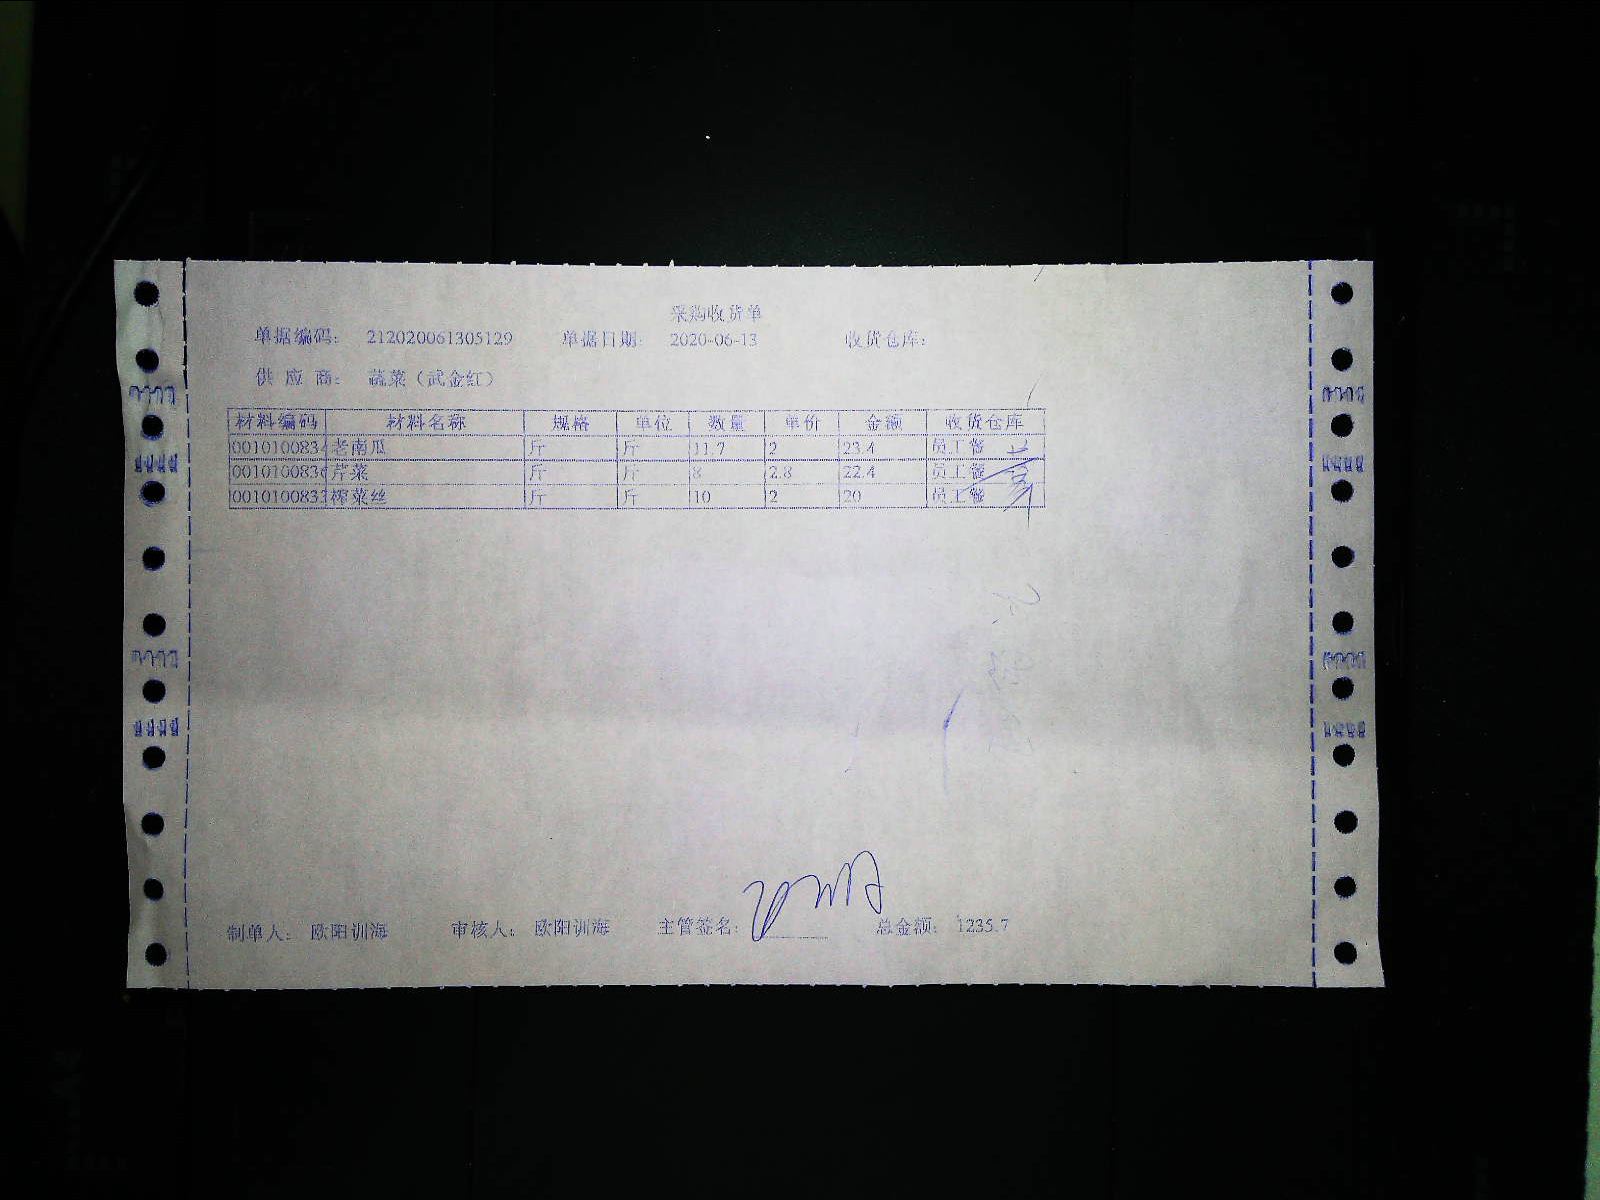 采购收货单
单据编码： 212020061305129 单据日期： 2020-06-13 收货仓库：
供 应 商： 蔬菜（武金红）
材料编码 材料名称 规格 单位 数量 单价 金额 收货仓库
0010100834 老南瓜 斤 斤 11.7 2 23.4 员工餐
0010100836 芹菜 斤 斤 8 2.8 22.4 员工餐
0010100833 榨菜丝 斤 斤 10 2 20 员工餐
制单人： 欧阳训海 审核人： 欧阳训海 主管签名： 总金额： 1235.7